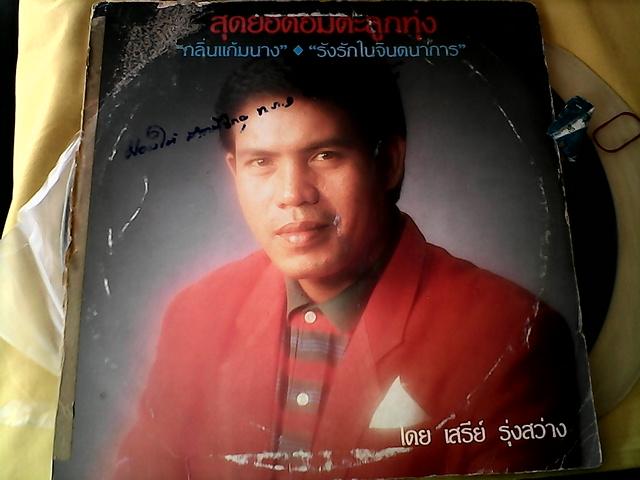 สุดยอดอมตะลูกทุ่ง
"กลิ่นแก้มนาง" ◆ "รังรักในจินตนาการ"
โดย เสรีย์ รุ่งสว่าง